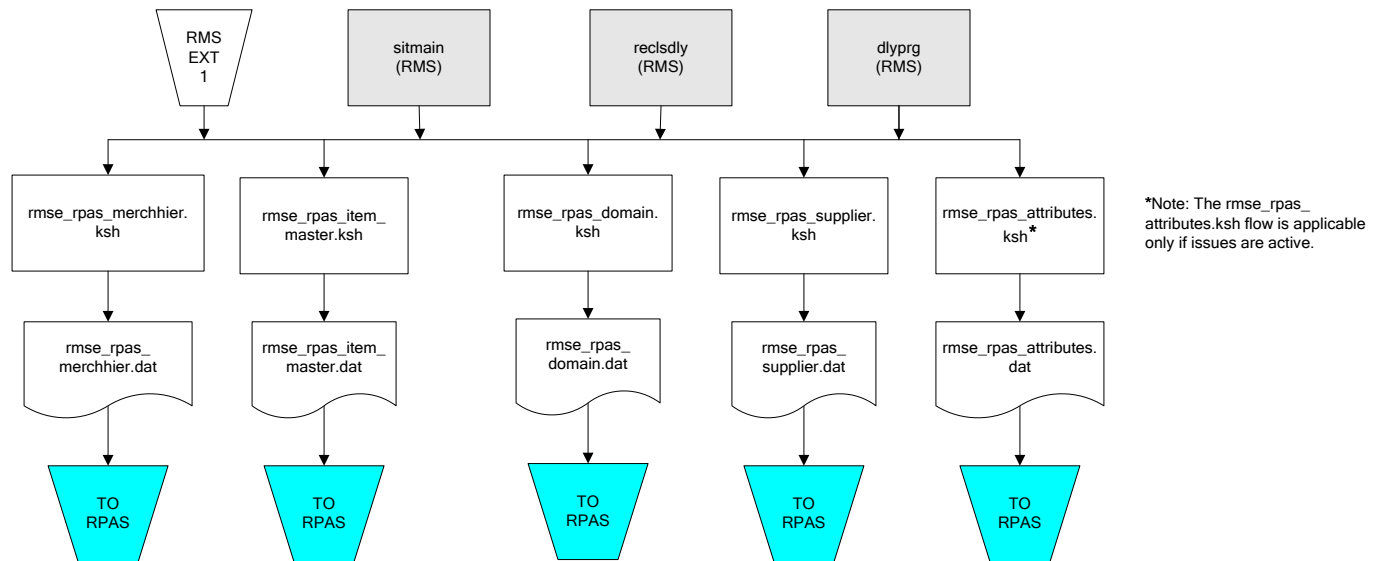 RMS
EXT
1
sitmain
(RMS)
reclsdly
(RMS)
dlyprg
(RMS)
rmse_rpas_merchhier.
ksh
rmse_rpas_item_
master.ksh
rmse_rpas_domain.
ksh
rmse_rpas_supplier.
ksh
rmse_rpas_attributes.
ksh*
*Note: The rmse_rpas_
attributes.ksh flow is applicable
only if issues are active.
rmse_rpas_
merchhier.dat
rmse_rpas_item_
master.dat
rmse_rpas_
domain.dat
rmse_rpas_
supplier.dat
rmse_rpas_attributes.
dat
TO
RPAS
TO
RPAS
TO
RPAS
TO
RPAS
TO
RPAS